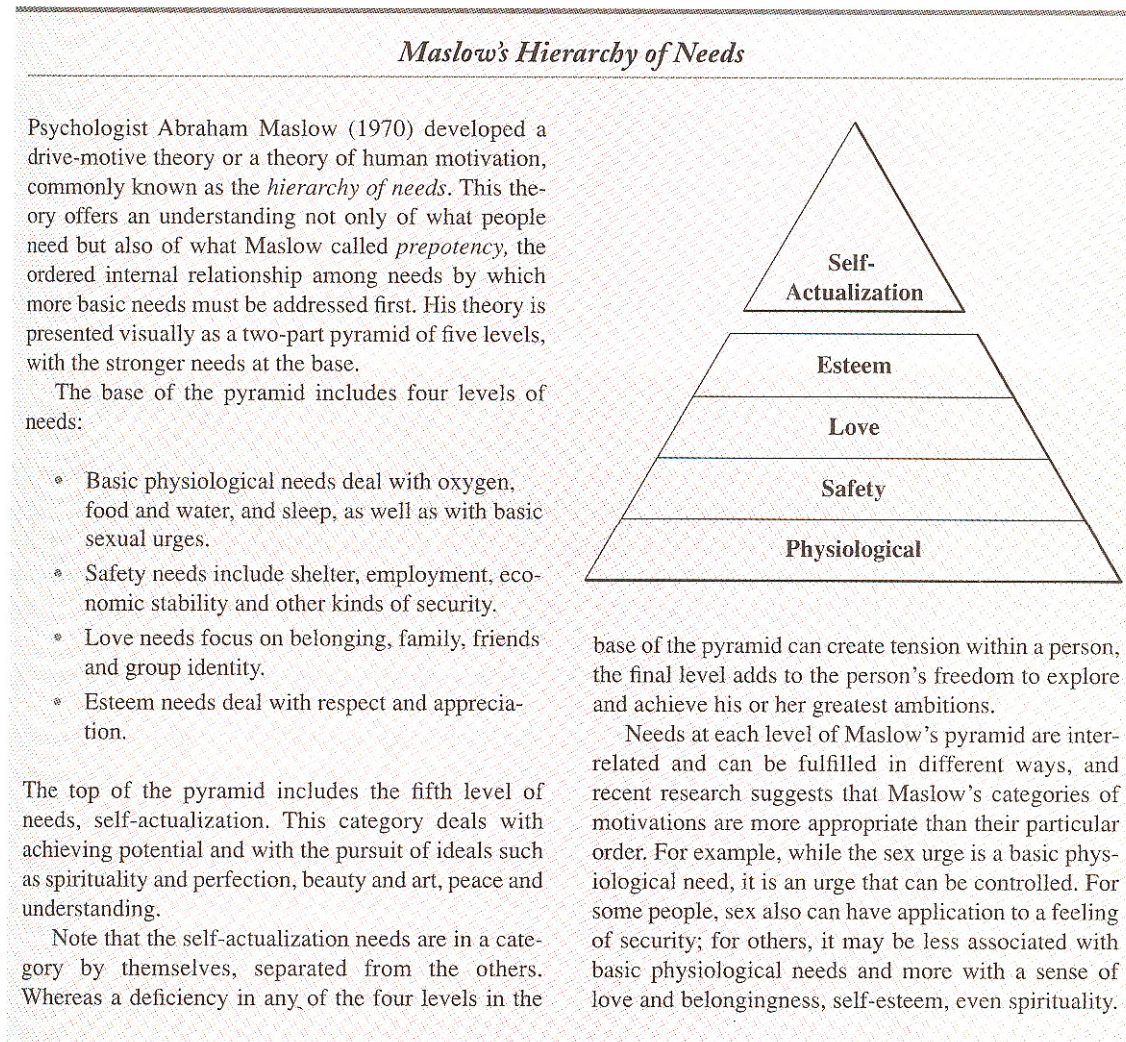 Maslow's Hierarchy of Needs
Psychologist Abraham Maslow (1970) developed a
drive-motive theory or a theory of human motivation,
commonly known as the hierarchy of needs. This the-
ory offers an understanding not only of what people
need but also of what Maslow called prepotency, the
ordered internal relationship among needs by which
more basic needs must be addressed first. His theory is
presented visually as a two-part pyramid of five levels,
with the stronger needs at the base.
The base of the pyramid includes four levels of
needs:
• Basic physiological needs deal with oxygen,
food and water, and sleep, as well as with basic
sexual urges.
• Safety needs include shelter, employment, eco-
nomic stability and other kinds of security.
• Love needs focus on belonging, family, friends
and group identity.
• Esteem needs deal with respect and apprecia-
tion.
The top of the pyramid includes the fifth level of
needs, self-actualization. This category deals with
achieving potential and with the pursuit of ideals such
as spirituality and perfection, beauty and art, peace and
understanding.
Note that the self-actualization needs are in a cate-
gory by themselves, separated from the others.
Whereas a deficiency in any of the four levels in the
Self-
Actualization
Esteem
Love
Safety
Physiological
base of the pyramid can create tension within a person,
the final level adds to the person's freedom to explore
and achieve his or her greatest ambitions.
Needs at each level of Maslow's pyramid are inter-
related and can be fulfilled in different ways, and
recent research suggests that Maslow's categories of
motivations are more appropriate than their particular
order. For example, while the sex urge is a basic phys-
iological need, it is an urge that can be controlled. For
some people, sex also can have application to a feeling
of security; for others, it may be less associated with
basic physiological needs and more with a sense of
love and belongingness, self-esteem, even spirituality.